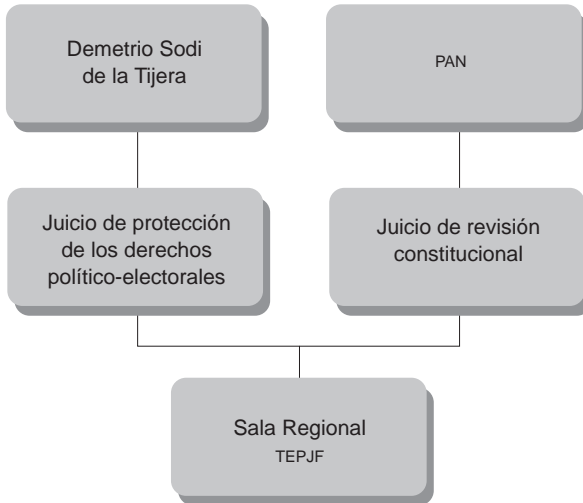 Demetrio Sodi
de la Tijera
PAN
Juicio de protección
de los derechos
político-electorales
Juicio de revisión
constitucional
Sala Regional
TEPJF